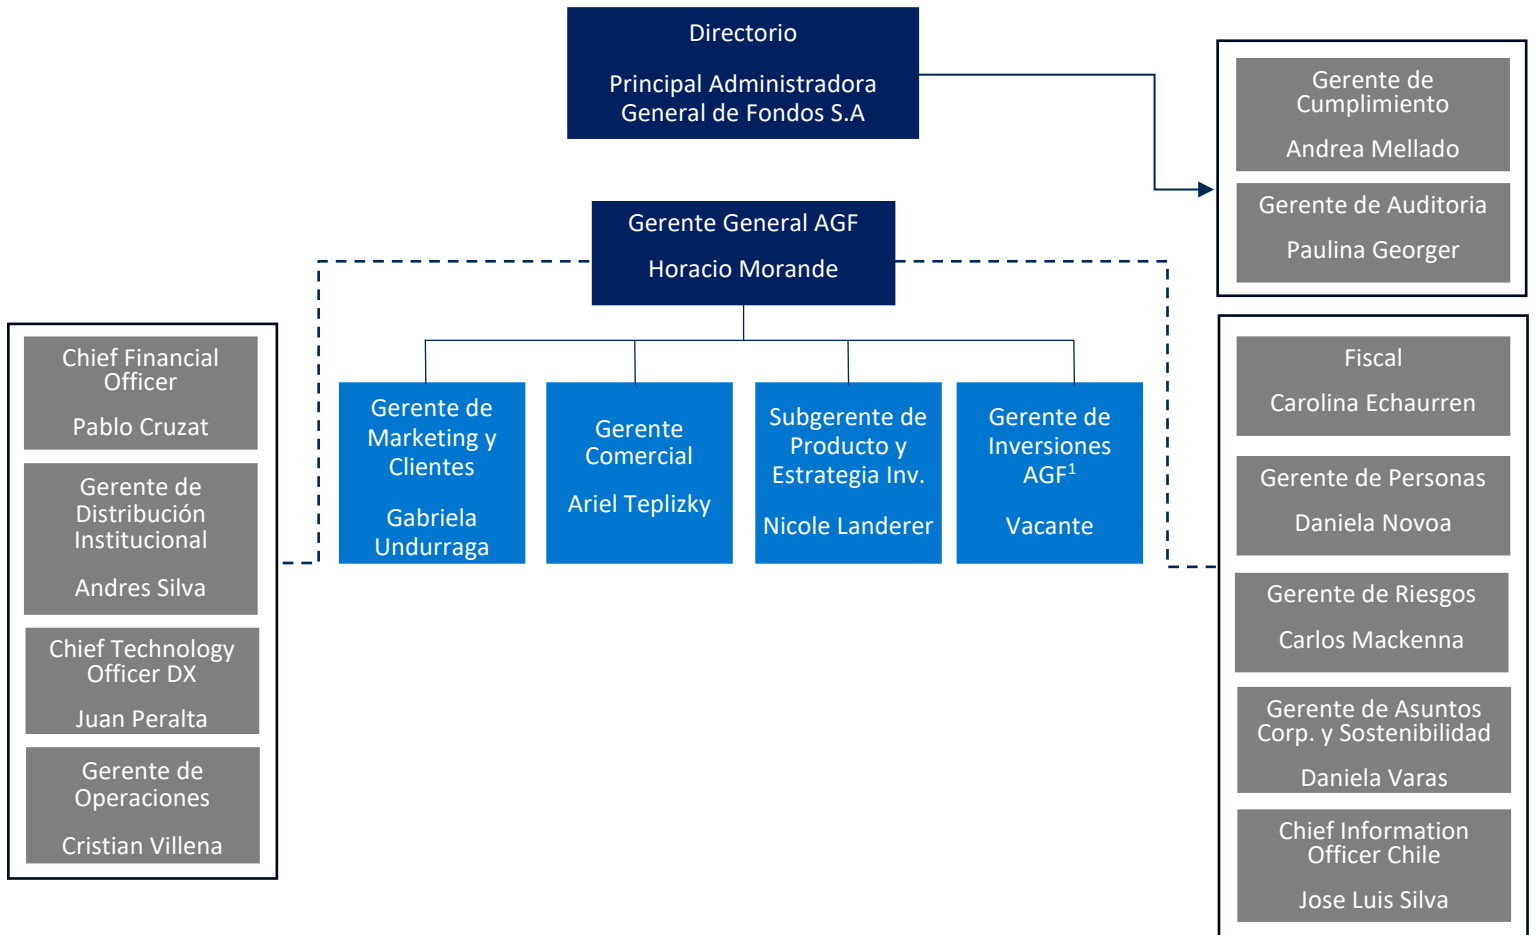 Directorio
Principal Administradora
General de Fondos S.A
Gerente de
Cumplimiento
Andrea Mellado
Gerente de Auditoria
Paulina Georger
Gerente General AGF
Horacio Morande
Chief Financial
Officer
Pablo Cruzat
Gerente de
Distribución
Institucional
Andres Silva
Chief Technology
Officer DX
Juan Peralta
Gerente de
Operaciones
Cristian Villena
Gerente de
Marketing y
Clientes
Gabriela
Undurraga
Gerente
Comercial
Ariel Teplizky
Subgerente de
Producto y
Estrategia Inv.
Nicole Landerer
Gerente de
Inversiones
AGF¹
Vacante
Fiscal
Carolina Echaurren
Gerente de Personas
Daniela Novoa
Gerente de Riesgos
Carlos Mackenna
Gerente de Asuntos
Corp. y Sostenibilidad
Daniela Varas
Chief Information
Officer Chile
Jose Luis Silva